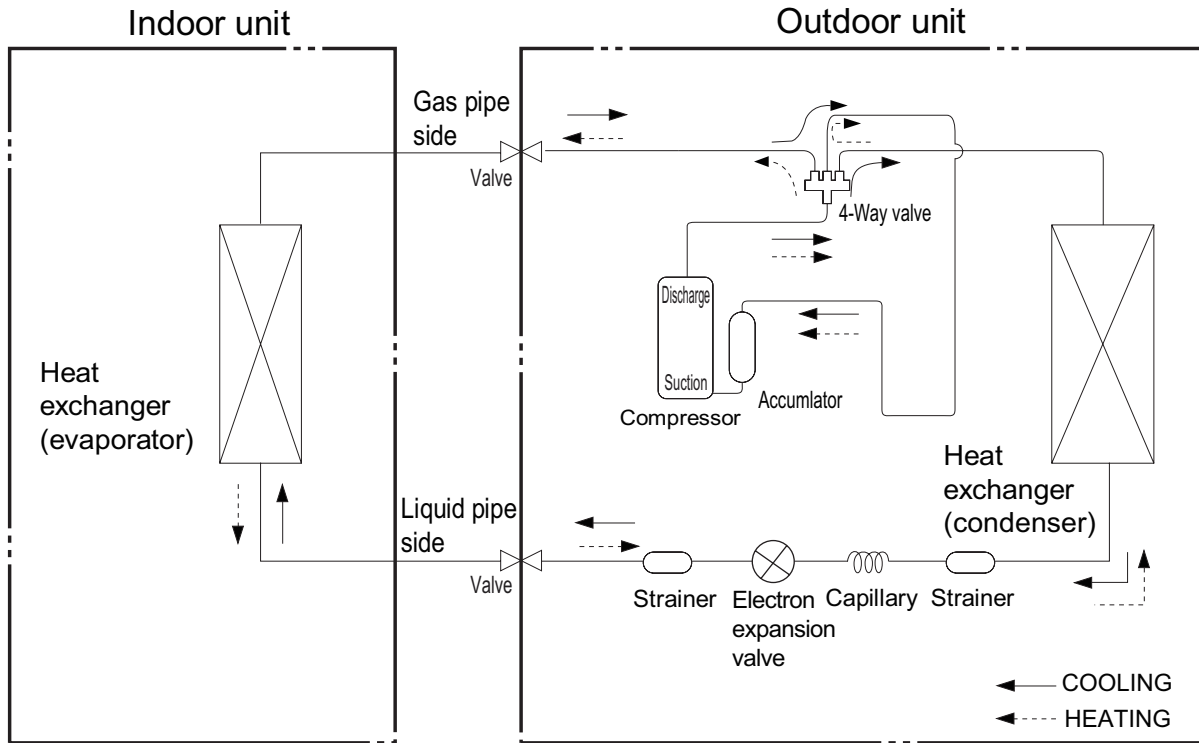 Indoor unit
Outdoor unit
Gas pipe
side
Valve
4-Way valve
Discharge
Suction
Compressor
Accumlator
Heat
exchanger
(evaporator)
Heat
exchanger
(condenser)
Liquid pipe
side
Valve
Strainer
Electron
expansion
valve
Capillary
Strainer
COOLING
HEATING